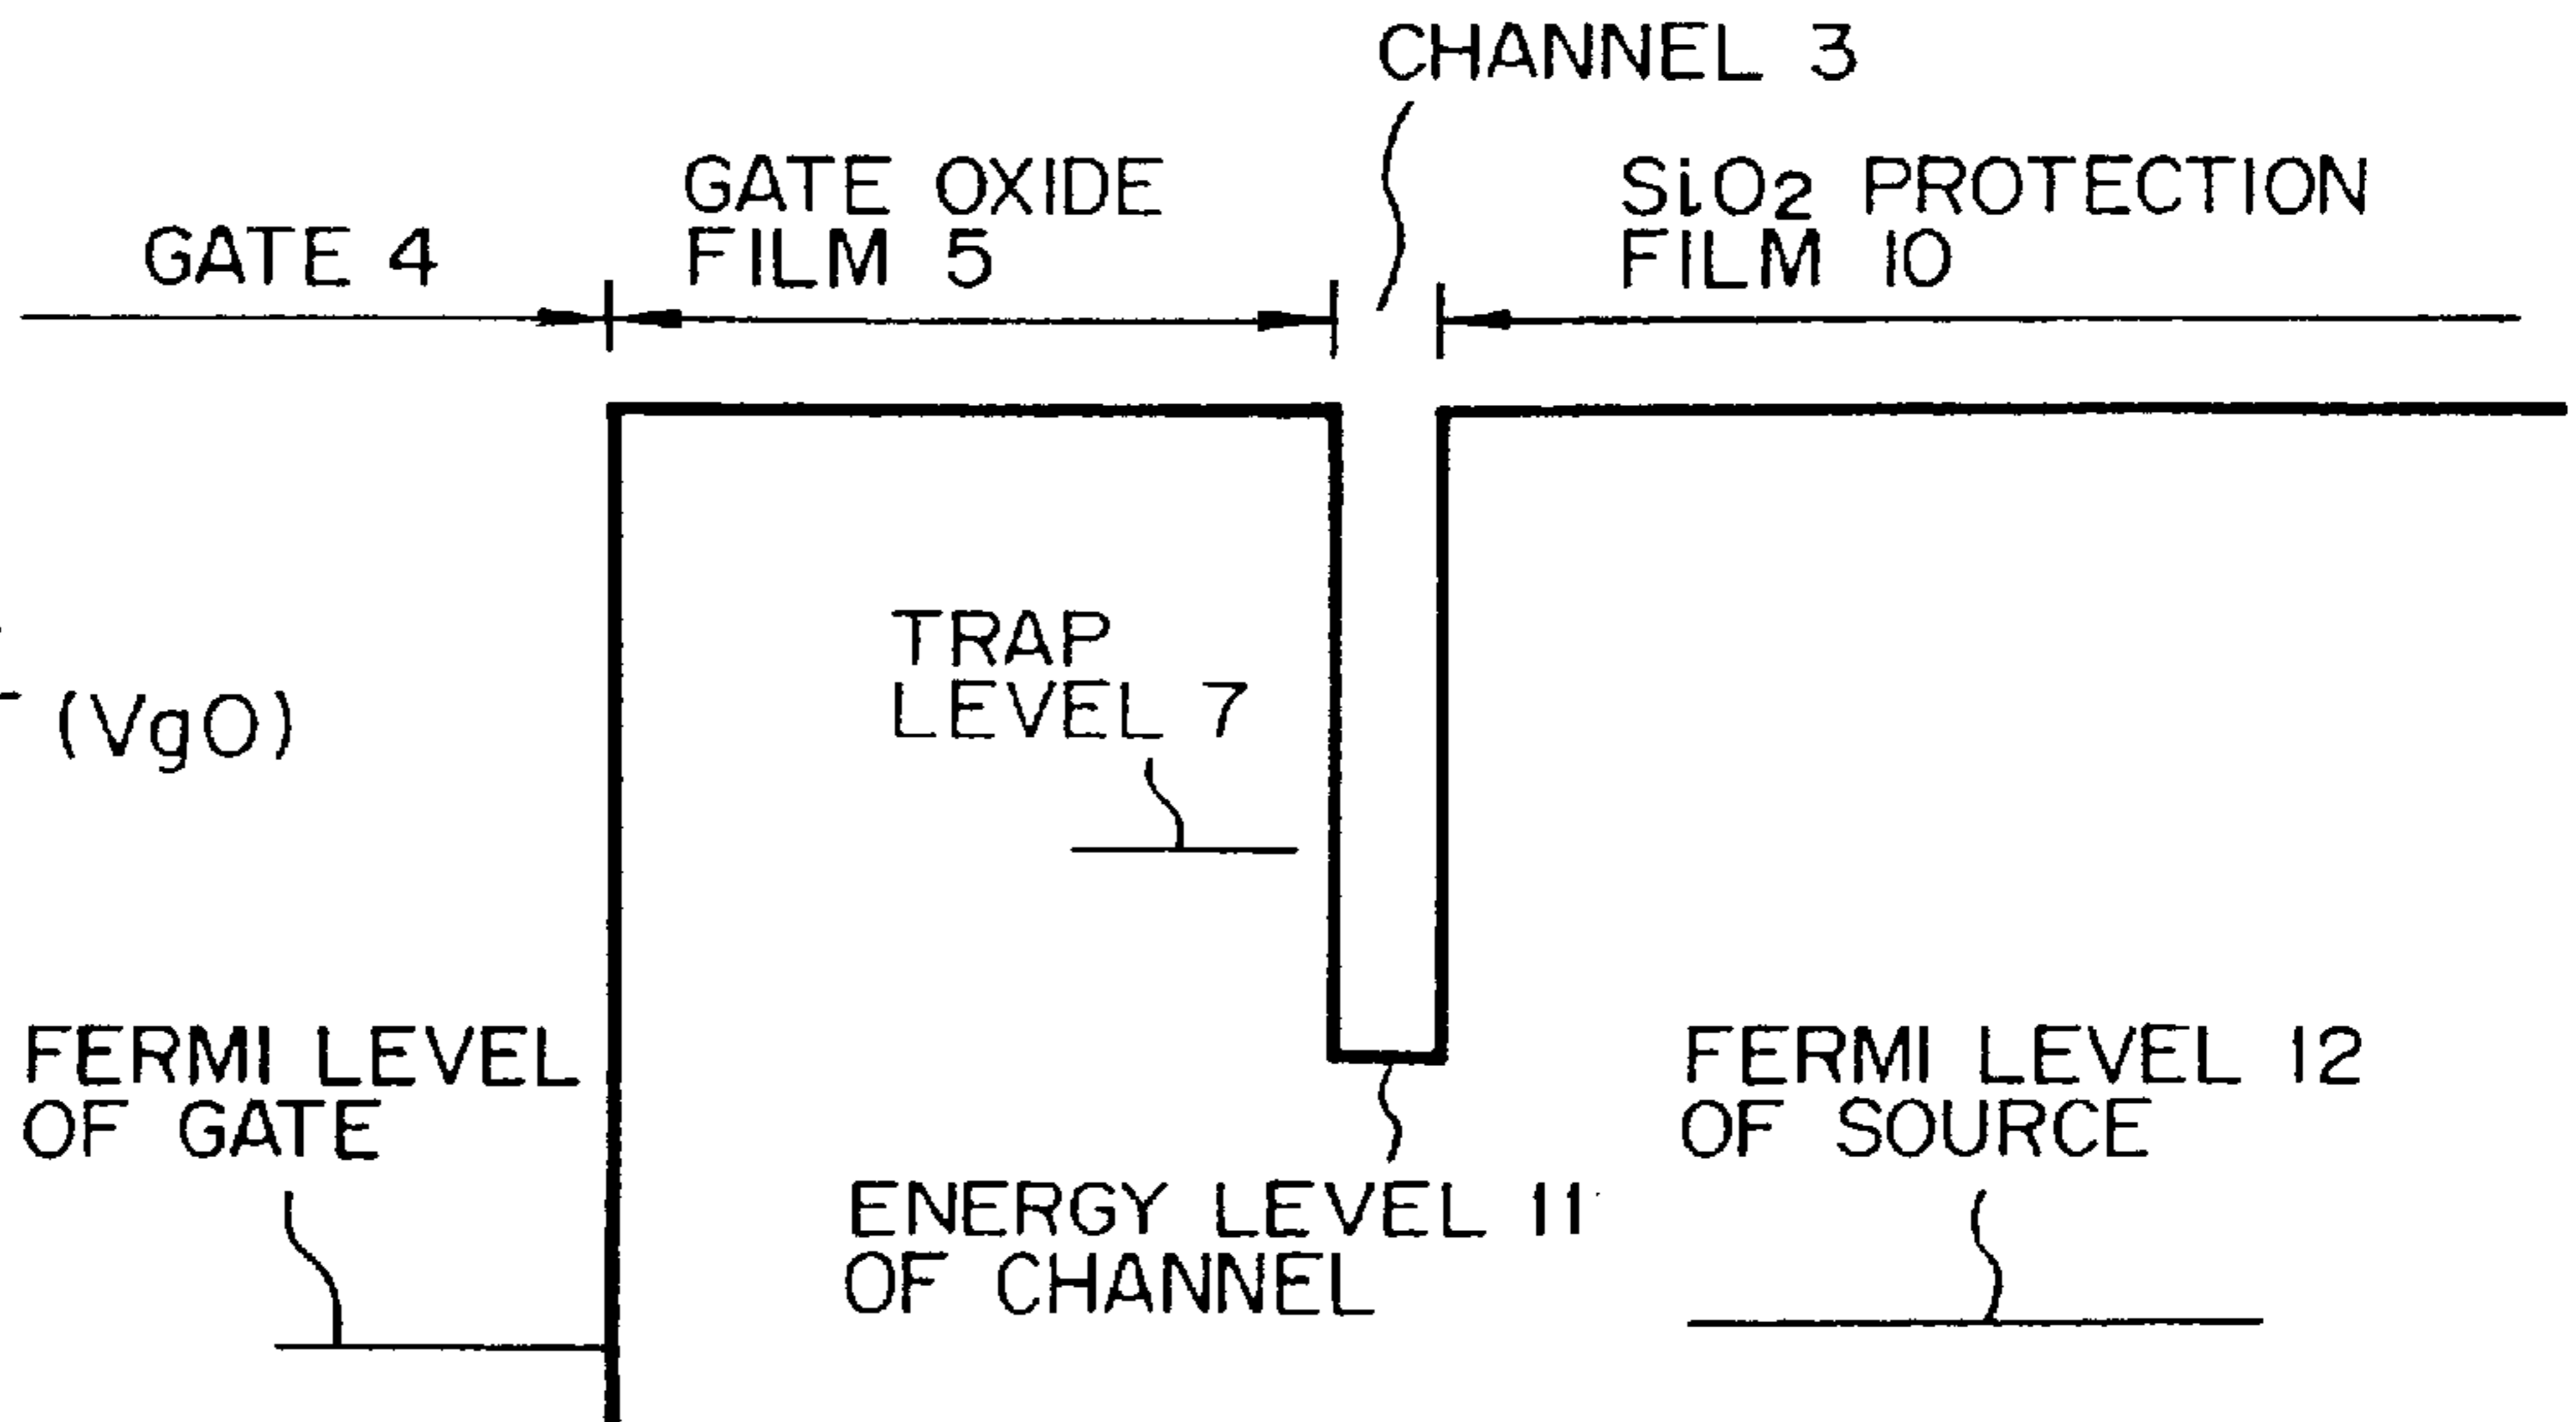 CHANNEL 3
GATE OXIDE
FILM 5
SiO2 PROTECTION
FILM 10
GATE 4
TRAP
LEVEL 7
(VgO)
FERMI LEVEL
OF GATE
ENERGY LEVEL 11
OF CHANNEL
FERMI LEVEL 12
OF SOURCE